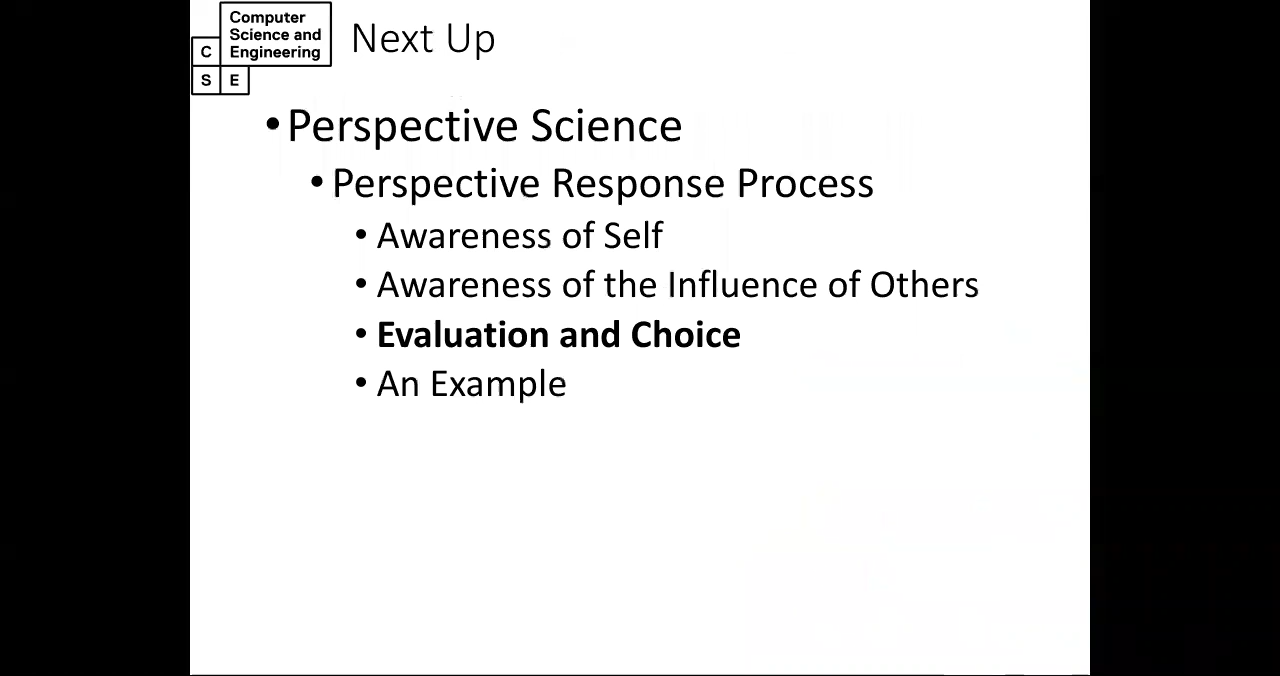 Computer
Science and
Engineering
C
S E
Next Up
•Perspective Science
•Perspective Response Process
•Awareness of Self
•Awareness of the Influence of Others
•Evaluation and Choice
•An Example